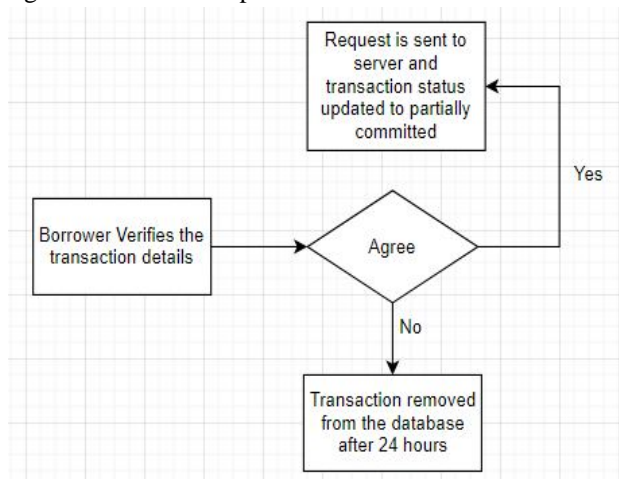 Request is sent to
server and
transaction status
updated to partially
committed
Yes
Borrower Verifies the
transaction details
Agree
No
Transaction removed
from the database
after 24 hours